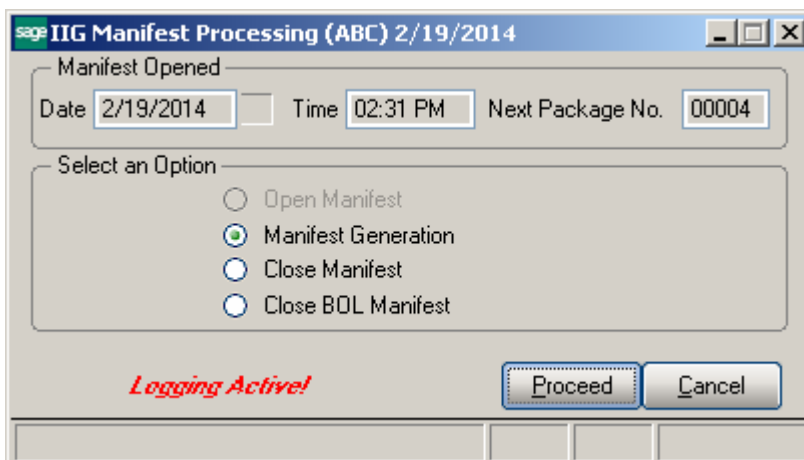 sage IIG Manifest Processing (ABC) 2/19/2014
Manifest Opened
Date 2/19/2014 Time 02:31 PM Next Package No. 00004
Select an Option
Open Manifest
Manifest Generation
Close Manifest
Close BOL Manifest
Logging Active!
Proceed Cancel